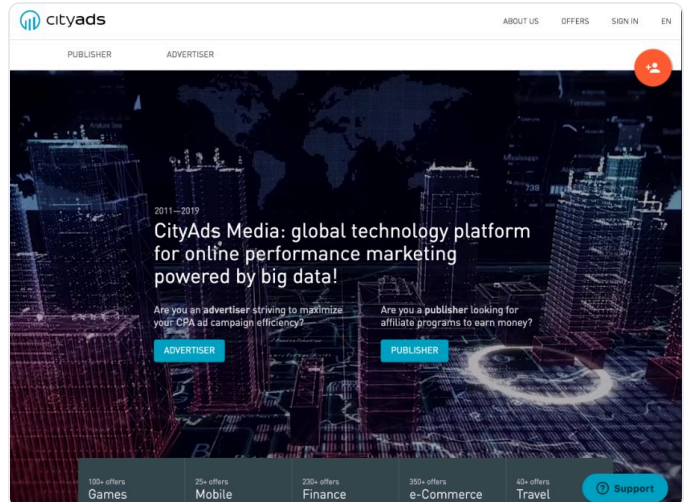 cityads
ABOUT US OFFERS SIGN IN EN
PUBLISHER ADVERTISER
738
2011—2019
CityAds Media: global technology platform
for online performance marketing
powered by big data!
Are you an advertiser striving to maximize
your CPA ad campaign efficiency?
Are you a publisher looking for
affiliate programs to earn money?
ADVERTISER PUBLISHER
100+ offers
Games
25+ offers
Mobile
230+ offers
Finance
350+ offers
e-Commerce
40+ offers
Travel
Support